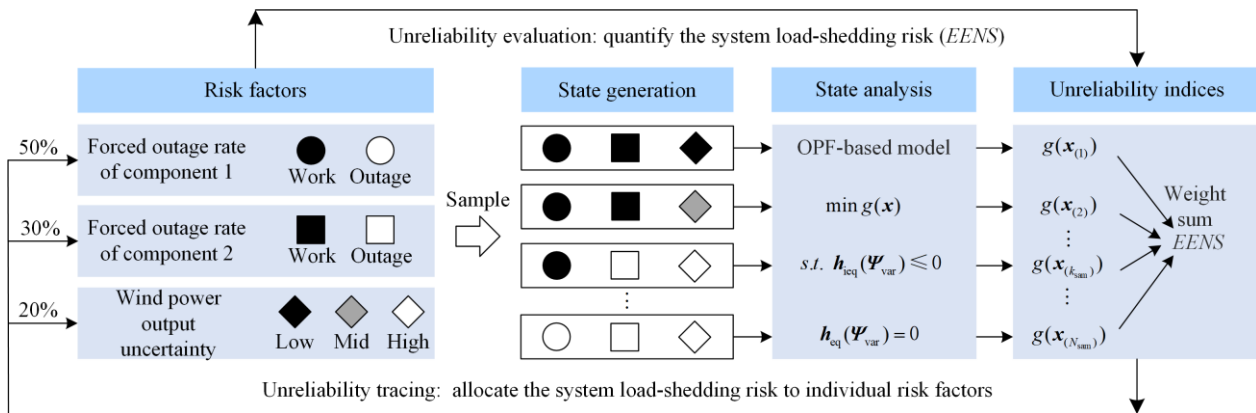 Unreliability evaluation: quantify the system load-shedding risk (EENS)
Risk factors
State generation
State analysis
Unreliability indices
50%
Forced outage rate
of component 1
Work
Outage
30%
Forced outage rate
of component 2
Work
Outage
20%
Wind power
output
uncertainty
Low
Mid
High
Sample
⋮
OPF-based model
min g(x)
s.t. h_ieq(Ψ_var) ≤ 0
h_eq(Ψ_var) = 0
g(x_(1))
g(x_(2))
⋮
g(x_(k_sam))
⋮
g(x_(N_sam))
Weight
sum
EENS
Unreliability tracing: allocate the system load-shedding risk to individual risk factors